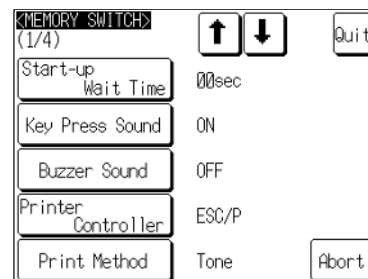 <MEMORY SWITCH>
(1/4)
Quit
Start-up
Wait Time
00sec
Key Press Sound
ON
Buzzer Sound
OFF
Printer
Controller
ESC/P
Print Method
Tone
Abort